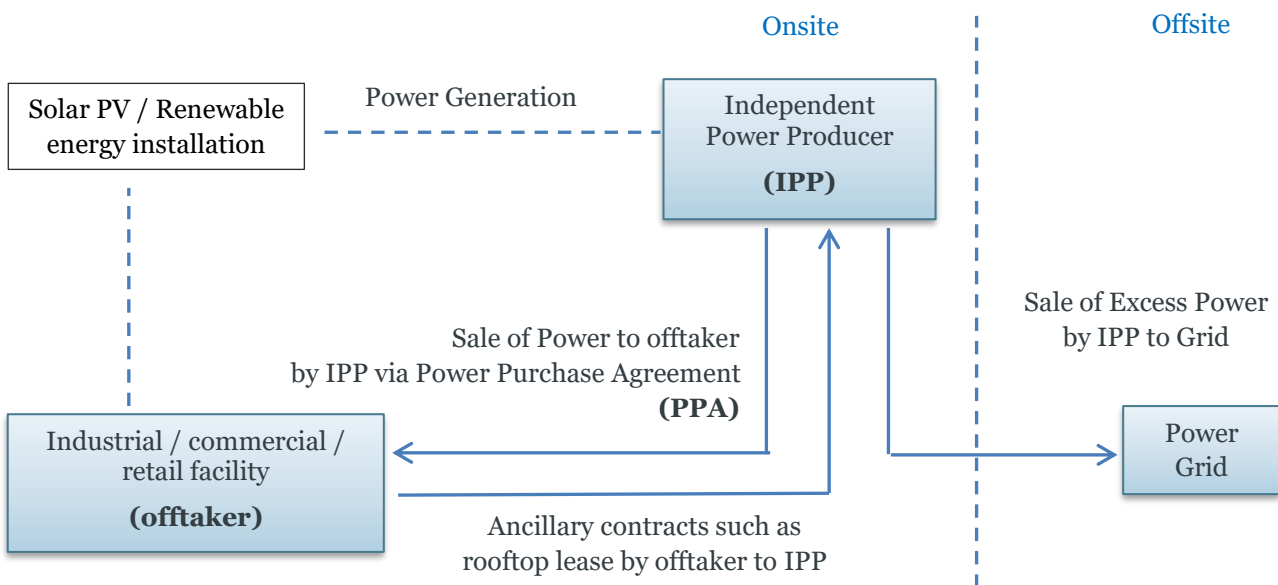 Onsite
Offsite
Solar PV / Renewable
energy installation
Power Generation
Independent
Power Producer
(IPP)
Sale of Excess Power
by IPP to Grid
Sale of Power to offtaker
by IPP via Power Purchase Agreement
(PPA)
Industrial / commercial /
retail facility
(offtaker)
Power
Grid
Ancillary contracts such as
rooftop lease by offtaker to IPP